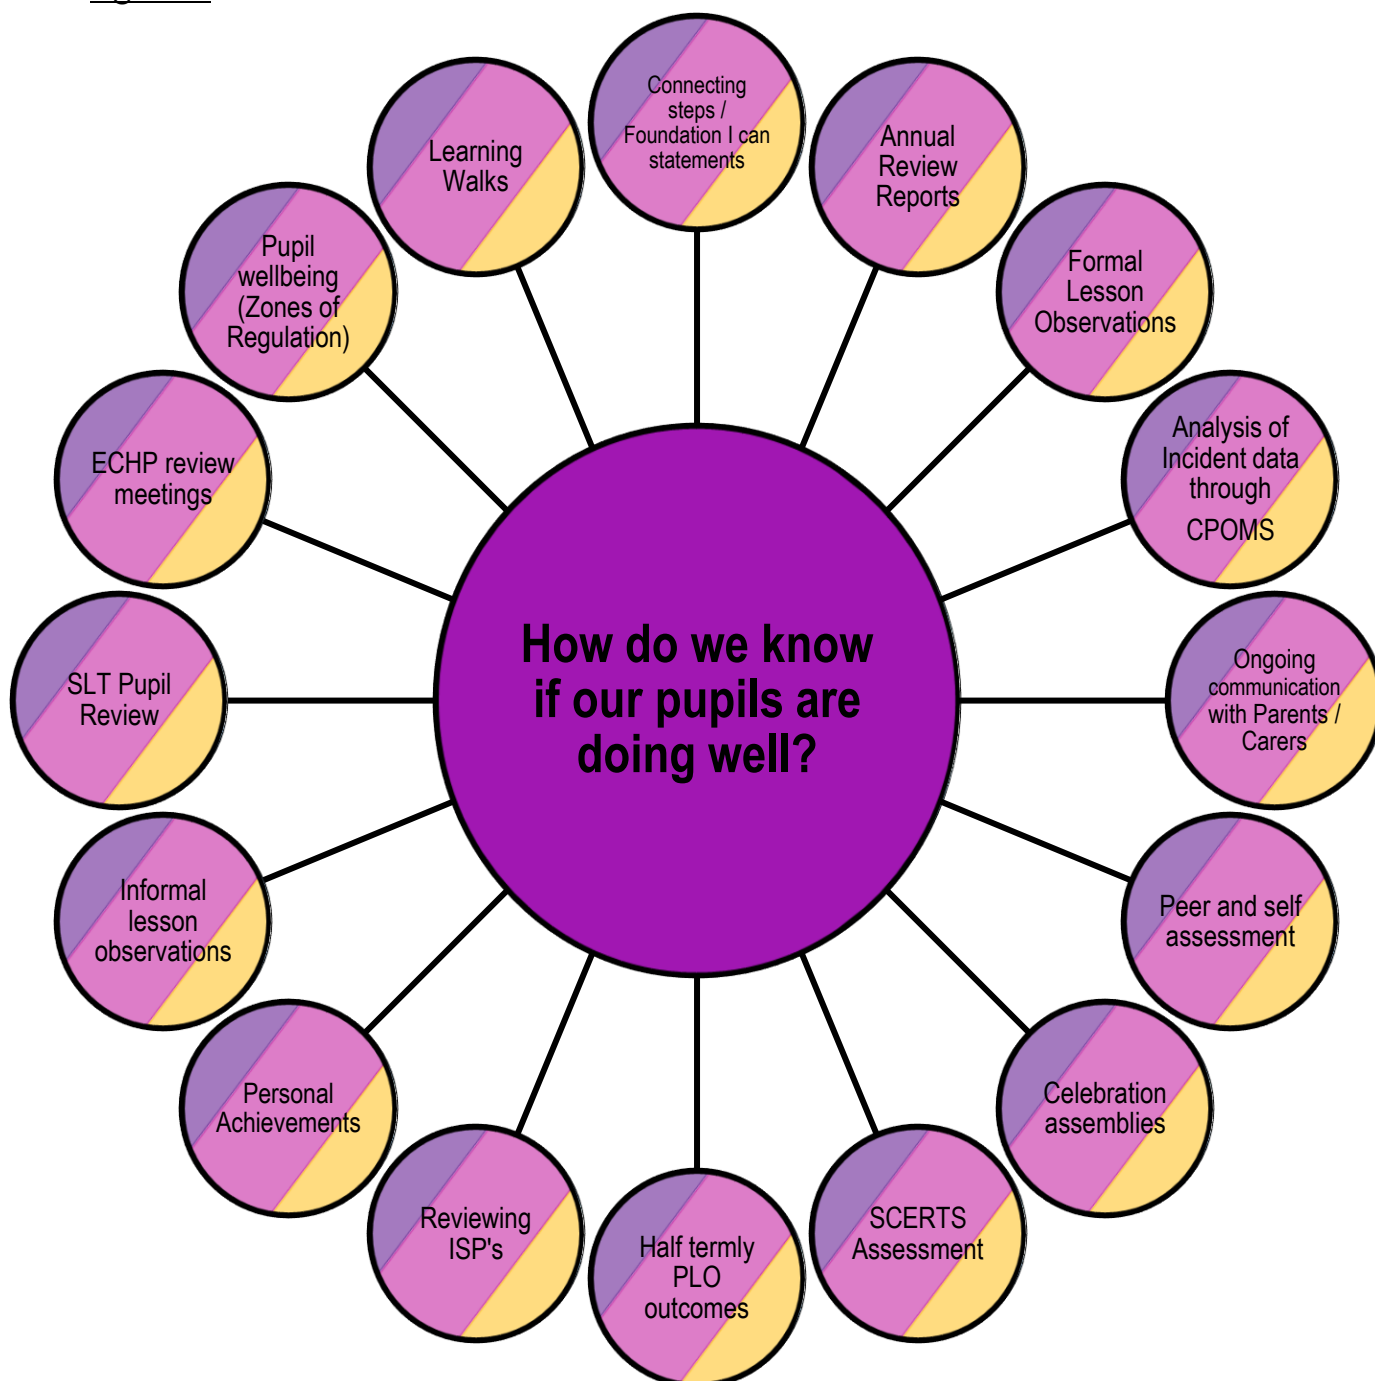 How do we know
if our pupils are
doing well?
Connecting
steps /
Foundation I can
statements
Annual
Review
Reports
Formal
Lesson
Observations
Analysis of
Incident data
through
CPOMS
Ongoing
communication
with Parents /
Carers
Peer and self
assessment
Celebration
assemblies
SCERTS
Assessment
Half termly
PLO
outcomes
Reviewing
ISP's
Personal
Achievements
Informal
lesson
observations
SLT Pupil
Review
ECHP review
meetings
Pupil
wellbeing
(Zones of
Regulation)
Learning
Walks